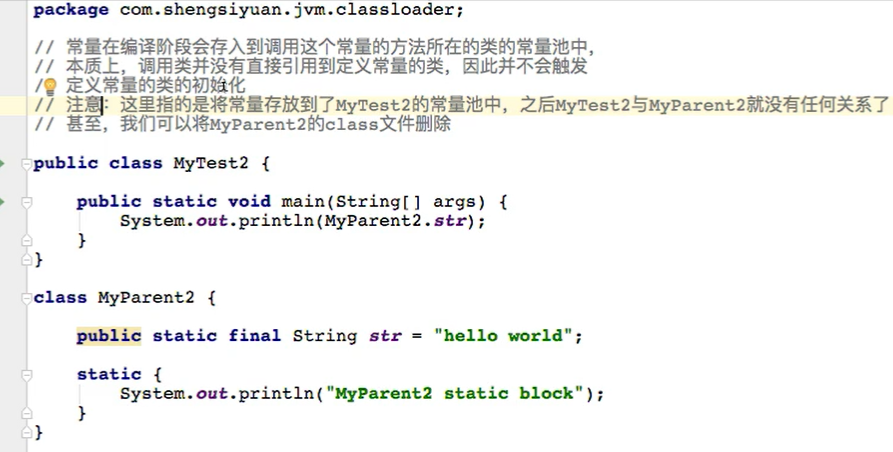 package com.shengsiyuan.jvm.classloader;
// 常量在编译阶段会存入到调用这个常量的方法所在的类的常量池中，
// 本质上，调用类并没有直接引用到定义常量的类，因此并不会触发
// 定义常量的类的初始化
// 注意：这里指的是将常量存放到了MyTest2的常量池中，之后MyTest2与MyParent2就没有任何关系了
// 甚至，我们可以将MyParent2的class文件删除
public class MyTest2 {
public static void main(String[] args) {
System.out.println(MyParent2.str);
}
}
class MyParent2 {
public static final String str = "hello world";
static {
System.out.println("MyParent2 static block");
}
}